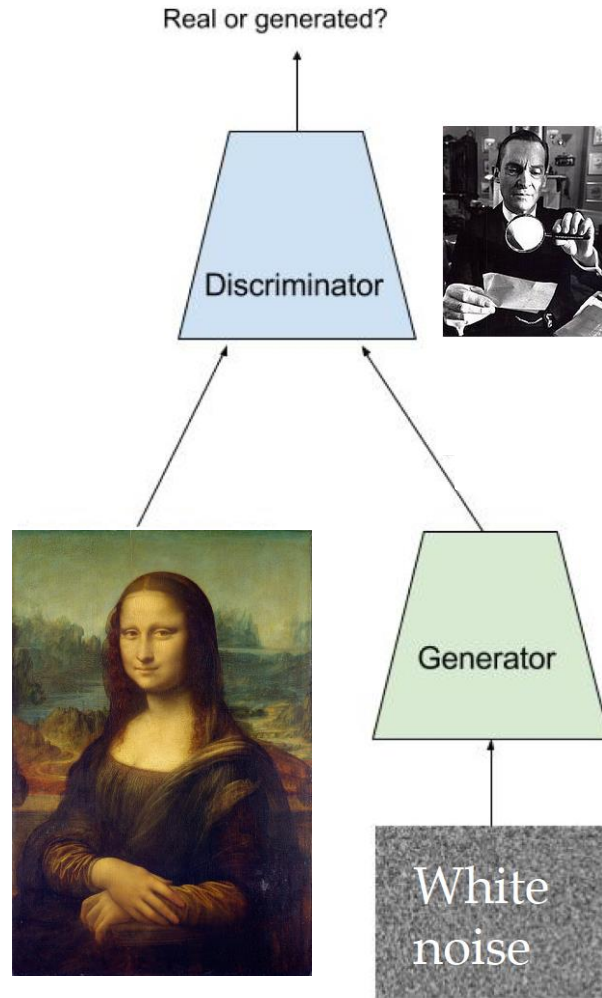 Real or generated?
Discriminator
Generator
White
noise